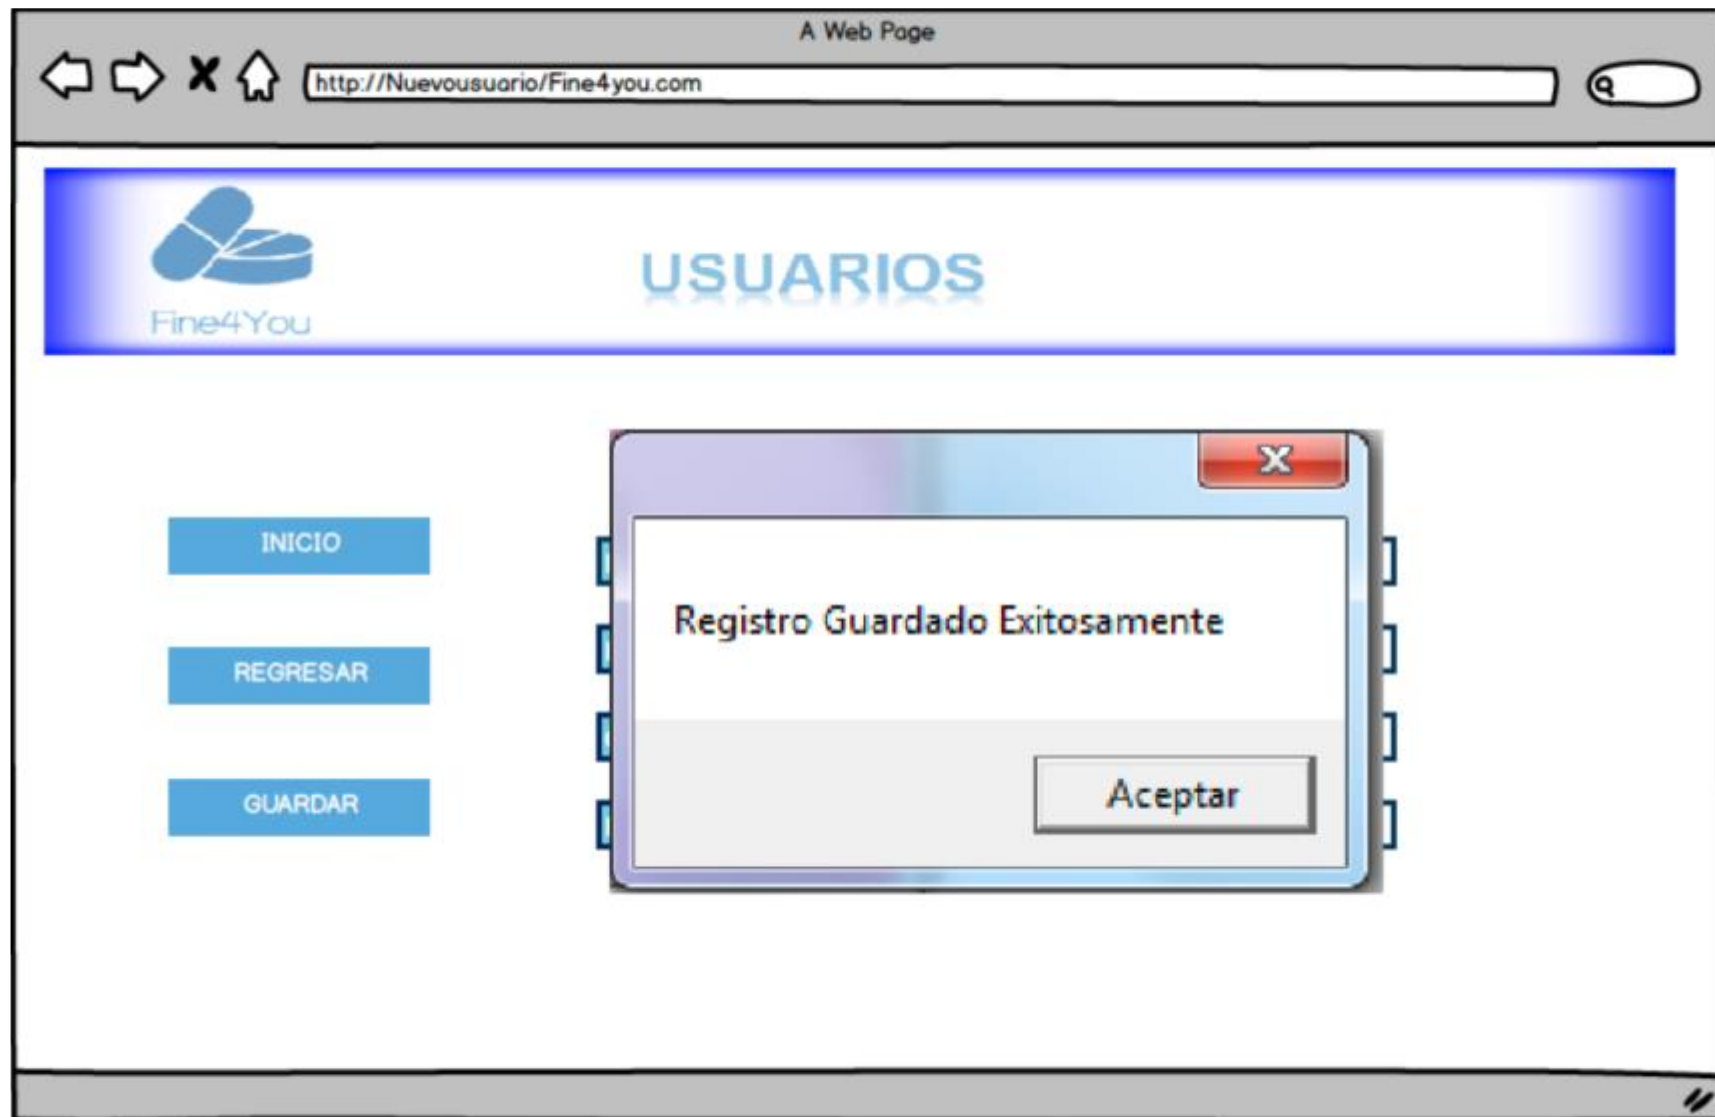 A Web Page
http://Nuevousuario/Fine4you.com
Fine4You
USUARIOS
INICIO
REGRESAR
GUARDAR
Registro Guardado Exitosamente
Aceptar